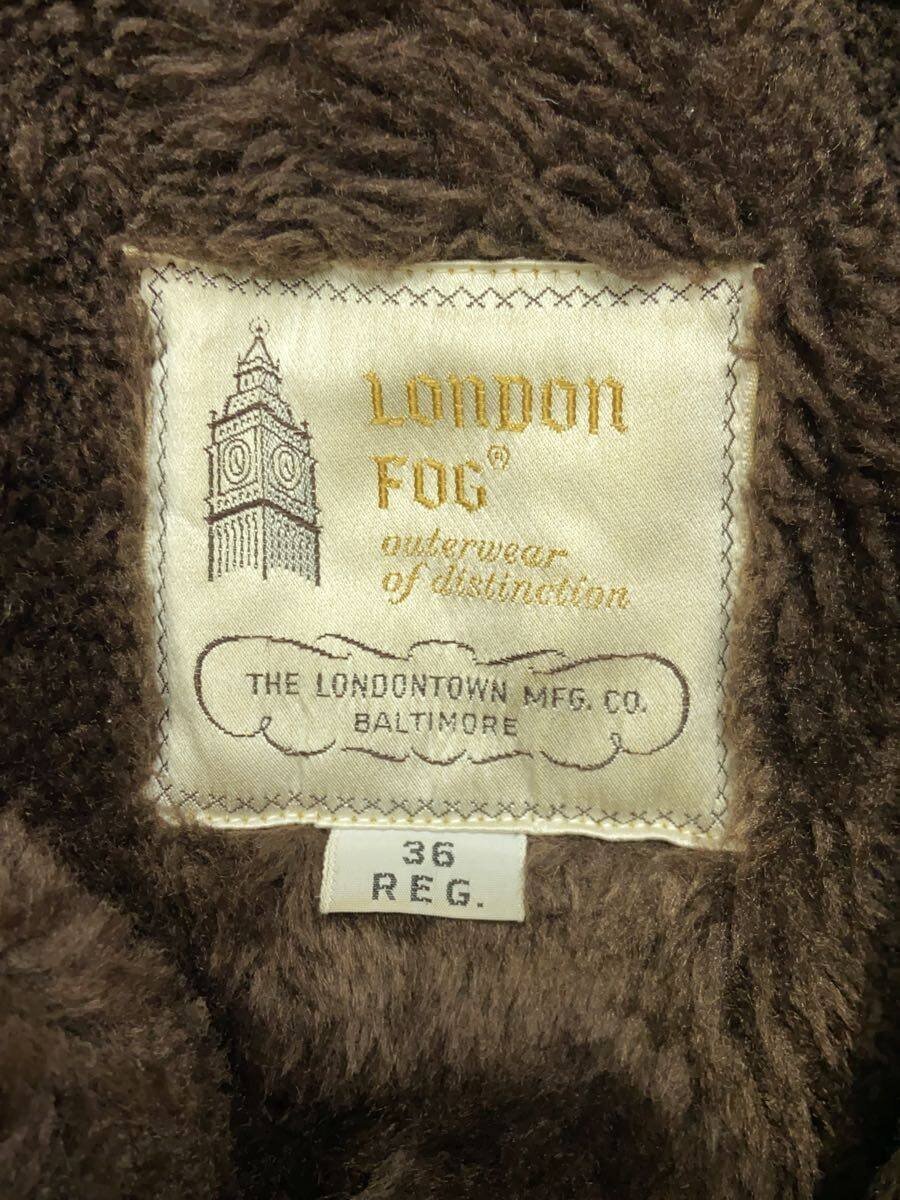 LONDON
FOG®
outerwear
of distinction
THE LONDONTOWN MFG. CO.
BALTIMORE
36
REG.